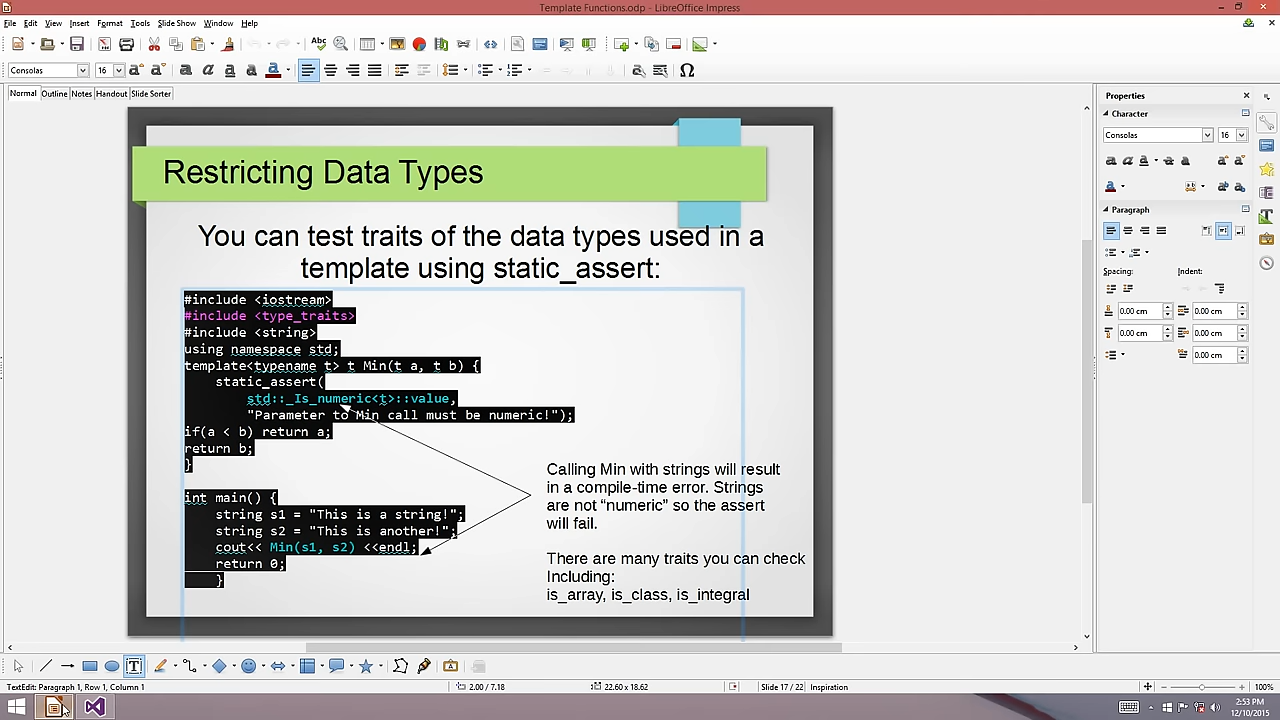 Template Functions.odp - LibreOffice Impress
File Edit View Insert Format Tools Slide Show Window Help
Consolas 16
Normal Outline Notes Handout Slide Sorter
Properties
Character
Consolas 16
Paragraph
Spacing: Indent:
0.00 cm 0.00 cm
0.00 cm 0.00 cm
0.00 cm
Restricting Data Types
You can test traits of the data types used in a
template using static_assert:
#include <iostream>
#include <type_traits>
#include <string>
using namespace std;
template<typename t> t Min(t a, t b) {
static_assert(
std::_Is_numeric<t>::value,
"Parameter to Min call must be numeric!");
if(a < b) return a;
return b;
}
int main() {
string s1 = "This is a string!";
string s2 = "This is another!";
cout<< Min(s1, s2) <<endl;
return 0;
}
Calling Min with strings will result
in a compile-time error. Strings
are not “numeric” so the assert
will fail.
There are many traits you can check
Including:
is_array, is_class, is_integral
TextEdit: Paragraph 1, Row 1, Column 1 2.00 / 7.18 22.60 x 18.62 Slide 17 / 22 Inspiration 100%
2:53 PM
12/10/2015